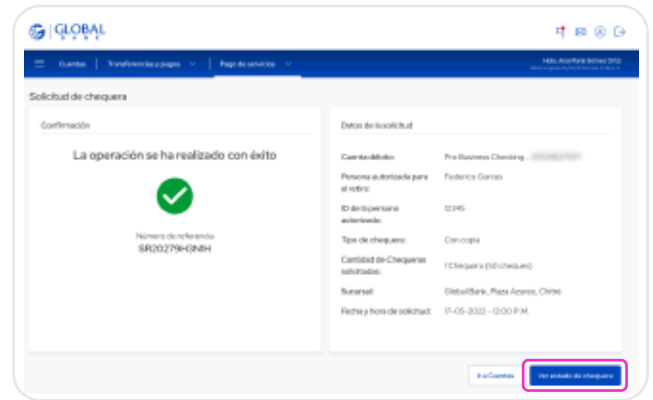 GLOBAL
BANK
Cuentas
Transferencias y pagos
Pago de servicios
Solicitud de chequera
Confirmación
La operación se ha realizado con éxito
Número de referencia
Datos de la solicitud
Cuenta débito: Pro Business Checking...
Persona autorizada para Federico Garces
el retiro:
ID de la persona 12345
autorizada:
Tipo de chequera: Con copia
Cantidad de Chequeras 1 Chequera (50 cheques)
solicitadas:
Sucursal: Global Bank, Plaza Azuero, Chitré
Fecha y hora de solicitud: 17-05-2022 - 12:00 P.M.
Ir a Cuentas
Ver estado de chequera